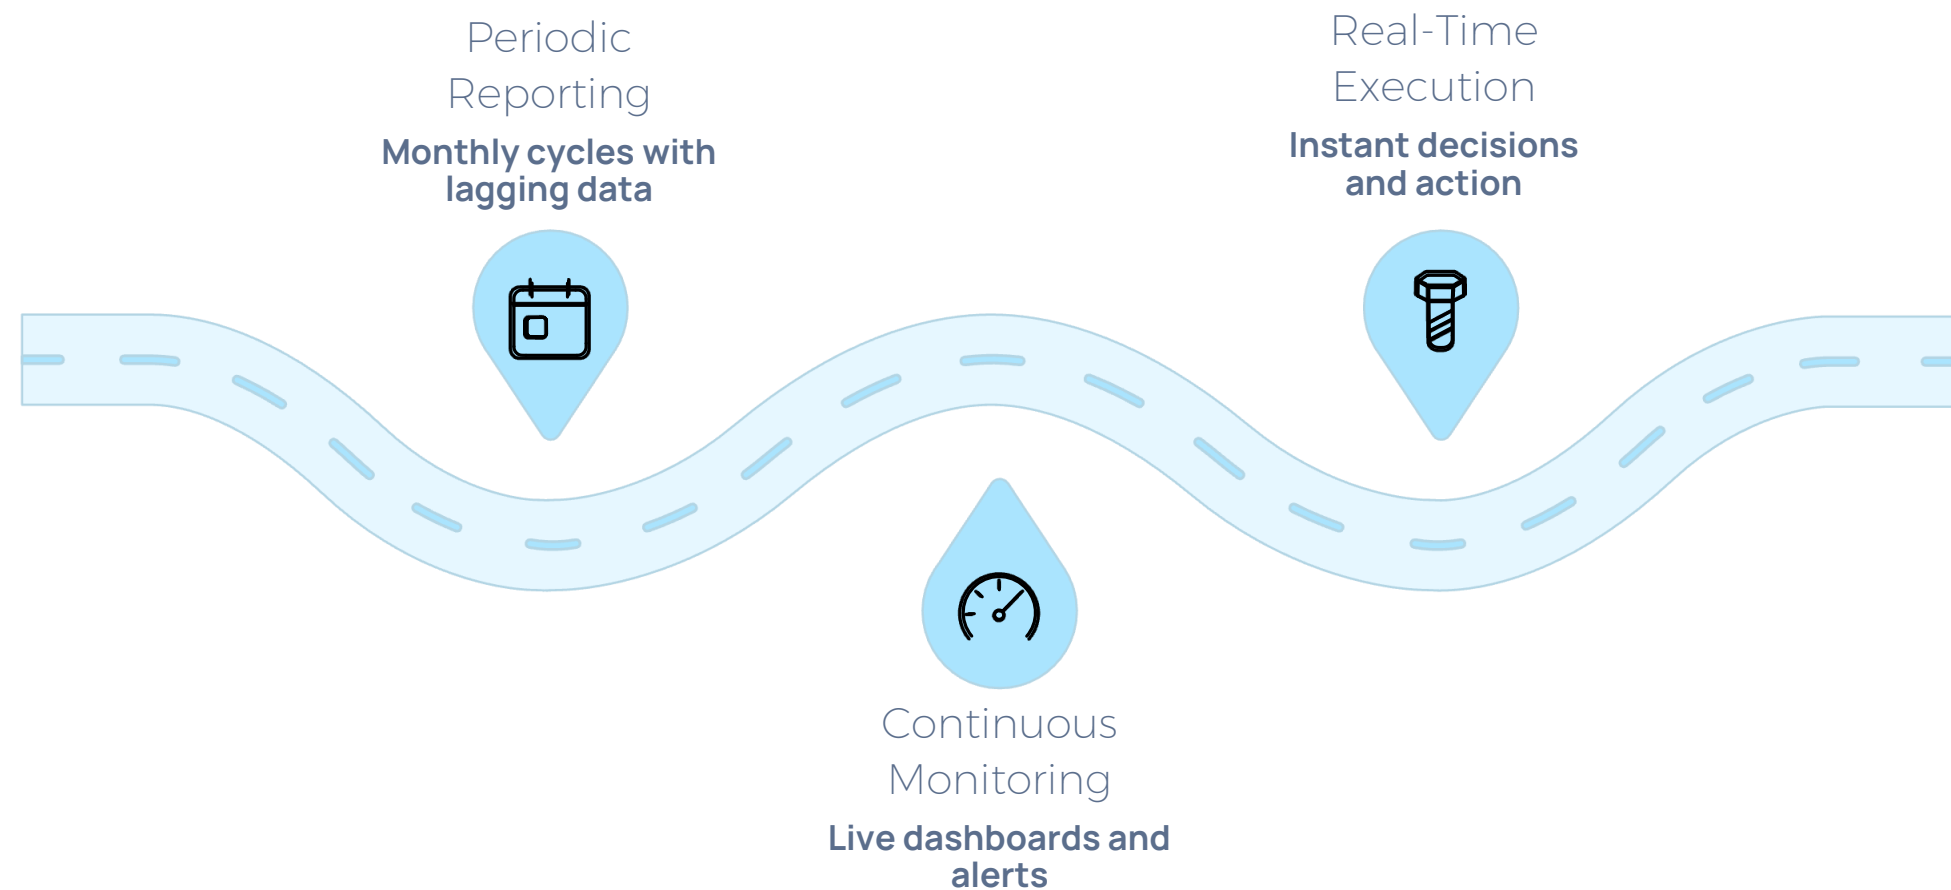 Periodic
Reporting
Monthly cycles with
lagging data
Real-Time
Execution
Instant decisions
and action
Continuous
Monitoring
Live dashboards and
alerts